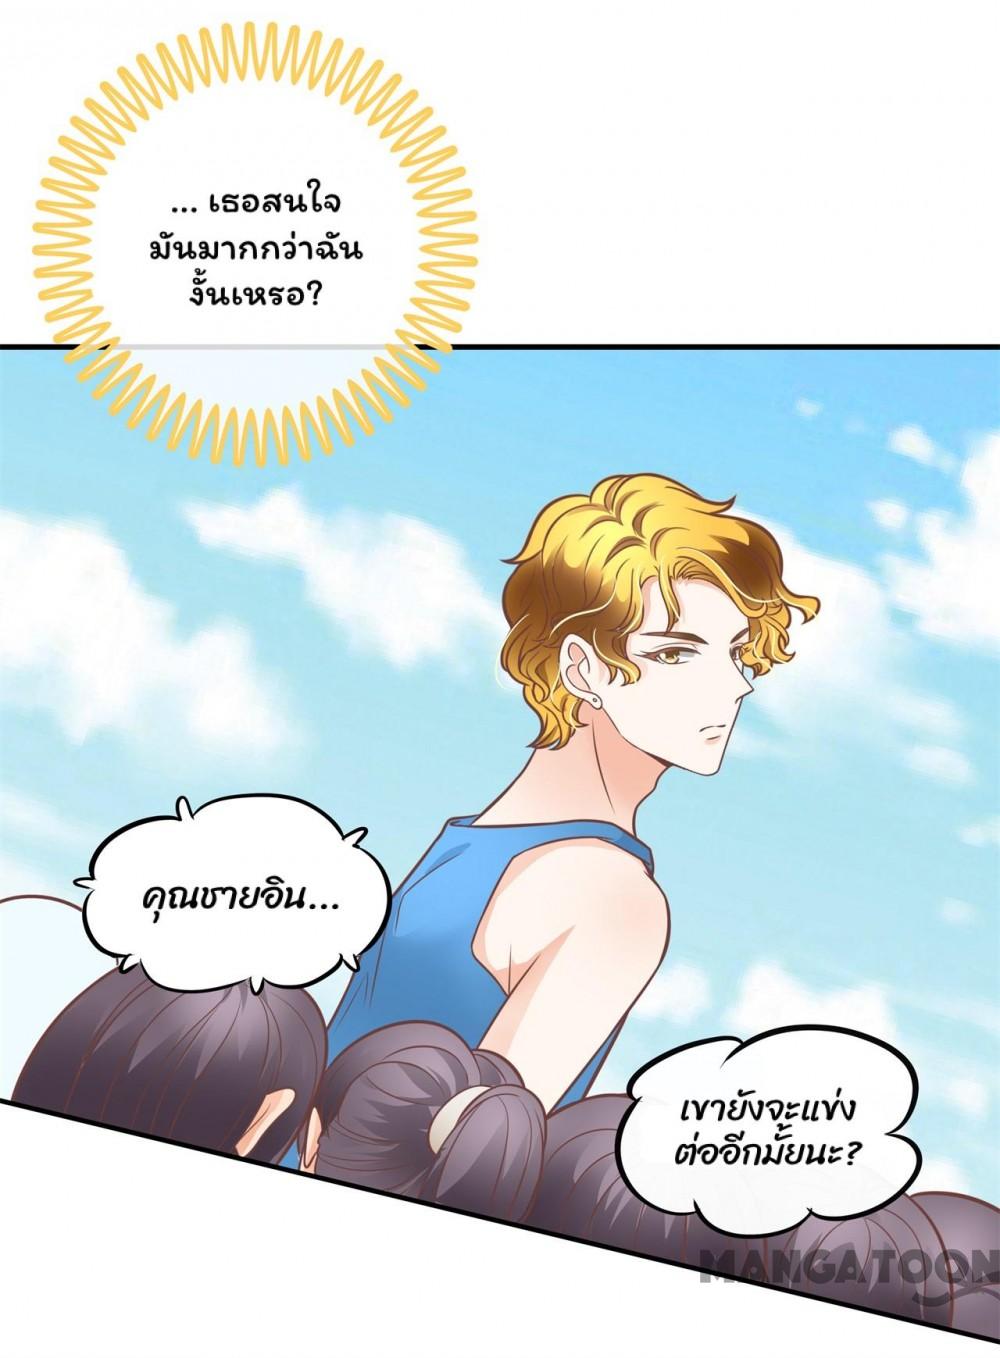 ... เธอสนใจ
มันมากกว่าฉัน
งั้นเหรอ?
คุณชายอิน...
เขายังจะแข่ง
ต่ออีกมั้ยนะ?
MANGATOON